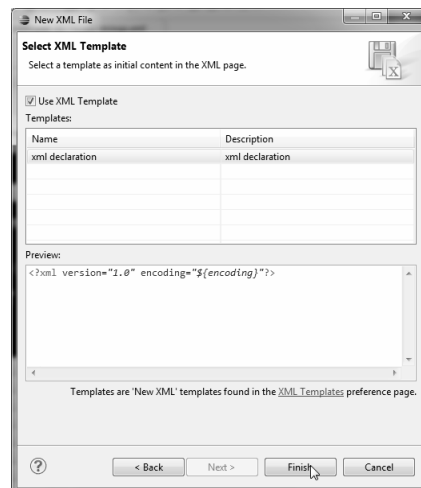 New XML File
Select XML Template
Select a template as initial content in the XML page.
Use XML Template
Templates:
Name Description
xml declaration xml declaration
Preview:
<?xml version="1.0" encoding="${encoding}"?>
Templates are 'New XML' templates found in the XML Templates preference page.
? < Back Next > Finish Cancel